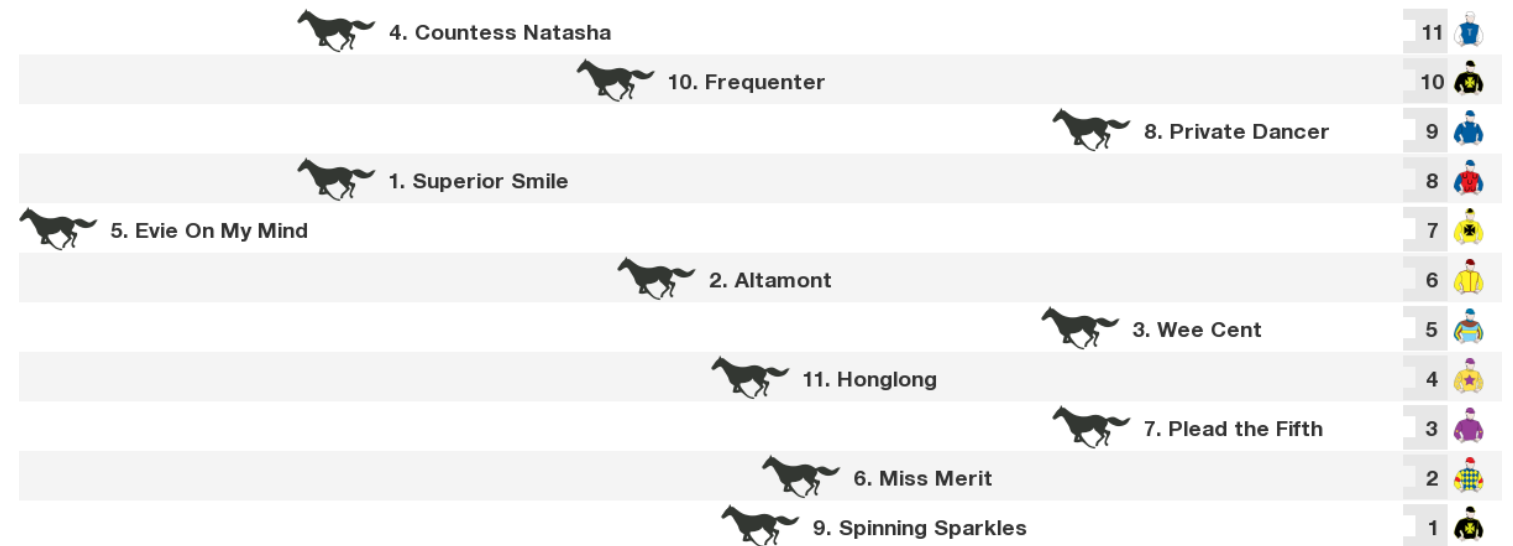 4. Countess Natasha 11
10. Frequenter 10
8. Private Dancer 9
1. Superior Smile 8
5. Evie On My Mind 7
2. Altamont 6
3. Wee Cent 5
11. Honglong 4
7. Plead the Fifth 3
6. Miss Merit 2
9. Spinning Sparkles 1